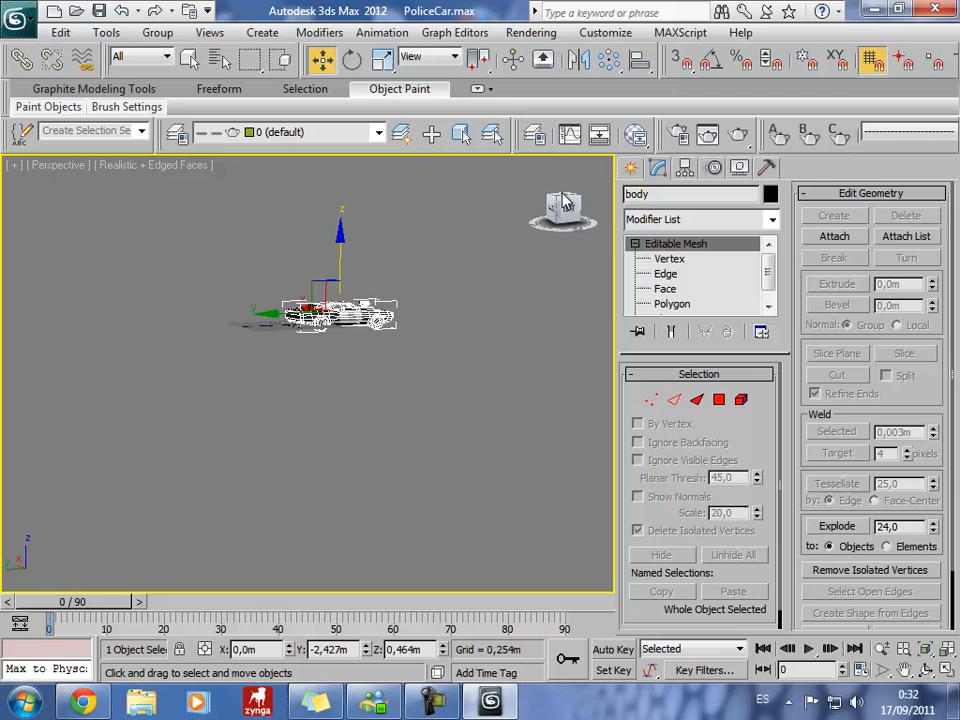 Autodesk 3ds Max 2012 PoliceCar.max
Type a keyword or phrase
Edit Tools Group Views Create Modifiers Animation Graph Editors Rendering Customize MAXScript Help
All View 3 % XY
Graphite Modeling Tools Freeform Selection Object Paint
Paint Objects Brush Settings
ABC Create Selection Se 0 (default) A B C
[ + ] [ Perspective ] [ Realistic + Edged Faces ]
z
y
z
y x
body
Modifier List
Editable Mesh
Vertex
Edge
Face
Polygon
- Selection
By Vertex
Ignore Backfacing
Ignore Visible Edges
Planar Thresh: 45,0
Show Normals
Scale: 20,0
Delete Isolated Vertices
Hide Unhide All
Named Selections:
Copy Paste
Whole Object Selected
- Edit Geometry
Create Delete
Attach Attach List
Break Turn
Extrude 0,0m
Bevel 0,0m
Normal: Group Local
Slice Plane Slice
Cut Split
Refine Ends
Weld
Selected 0,003m
Target 4 pixels
Tessellate 25,0
by: Edge Face-Center
Explode 24,0
to: Objects Elements
Remove Isolated Vertices
Select Open Edges
Create Shape from Edges
< 0 / 90 >
0 10 20 30 40 50 60 70 80 90
1 Object Sele X: 0,0m Y: -2,427m Z: 0,464m Grid = 0,254m Auto Key Selected
Max to Physc: Click and drag to select and move objects Add Time Tag Set Key Key Filters... 0
zynga ES 0:32
17/09/2011